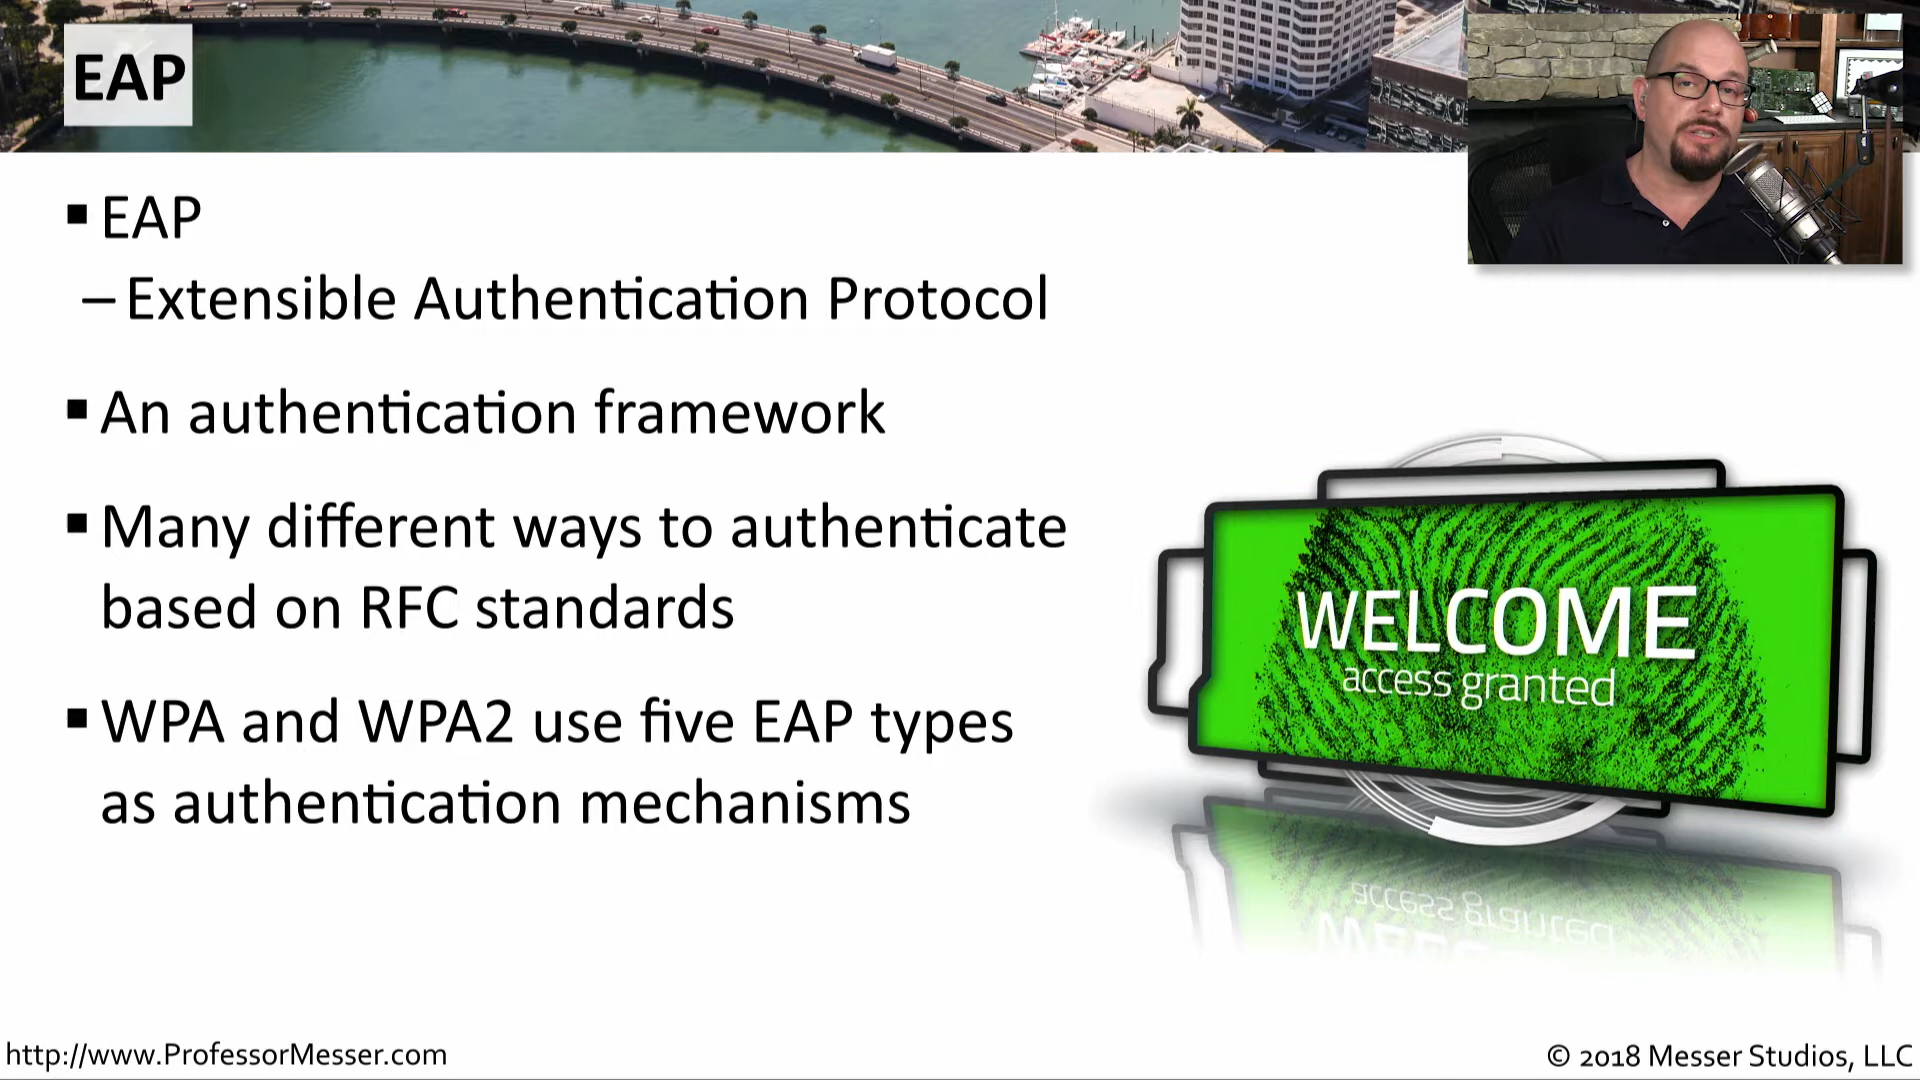 EAP
▪ EAP
– Extensible Authentication Protocol
▪ An authentication framework
▪ Many different ways to authenticate
based on RFC standards
▪ WPA and WPA2 use five EAP types
as authentication mechanisms
WELCOME
access granted
http://www.ProfessorMesser.com
© 2018 Messer Studios, LLC